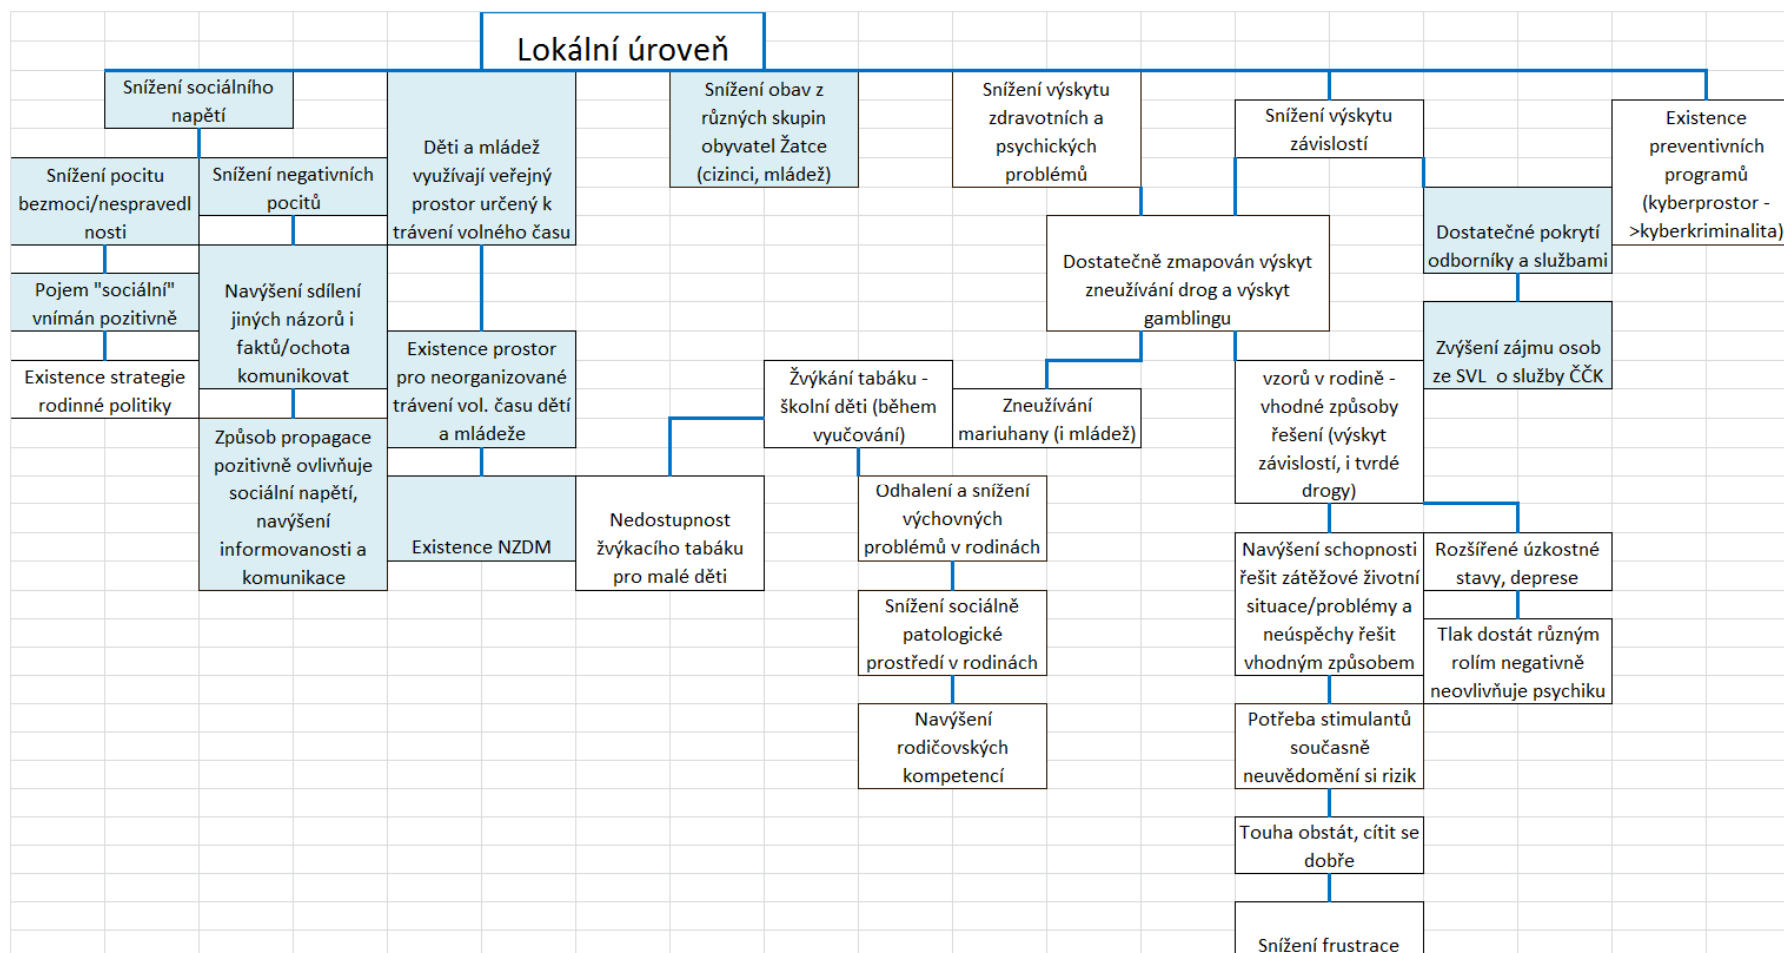 Lokální úroveň
Snížení sociálního
napětí
Snížení pocitu
bezmoci/nespravedl
nosti
Pojem "sociální"
vnímán pozitivně
Existence strategie
rodinné politiky
Snížení negativních
pocitů
Navýšení sdílení
jiných názorů i
faktů/ochota
komunikovat
Způsob propagace
pozitivně ovlivňuje
sociální napětí,
navýšení
informovanosti a
komunikace
Děti a mládež
využívají veřejný
prostor určený k
trávení volného času
Existence prostor
pro neorganizované
trávení vol. času dětí
a mládeže
Existence NZDM
Snížení obav z
různých skupin
obyvatel Žatce
(cizinci, mládež)
Snížení výskytu
zdravotních a
psychických
problémů
Snížení výskytu
závislostí
Dostatečně zmapován výskyt
zneužívání drog a výskyt
gamblingu
Žvýkání tabáku -
školní děti (během
vyučování)
Nedostupnost
žvýkacího tabáku
pro malé děti
Odhalení a snížení
výchovných
problémů v rodinách
Snížení sociálně
patologické
prostředí v rodinách
Navýšení
rodičovských
kompetencí
Zneužívání
mariuhany (i mládež)
vzorů v rodině -
vhodné způsoby
řešení (výskyt
závislostí, i tvrdé
drogy)
Navýšení schopnosti
řešit zátěžové životní
situace/problémy a
neúspěchy řešit
vhodným způsobem
Potřeba stimulantů
současně
neuvědomění si rizik
Touha obstát, cítit se
dobře
Snížení frustrace
Rozšířené úzkostné
stavy, deprese
Tlak dostát různým
rolím negativně
neovlivňuje psychiku
Dostatečné pokrytí
odborníky a službami
Zvýšení zájmu osob
ze SVL o služby ČČK
Existence
preventivních
programů
(kyberprostor -
>kyberkriminalita)